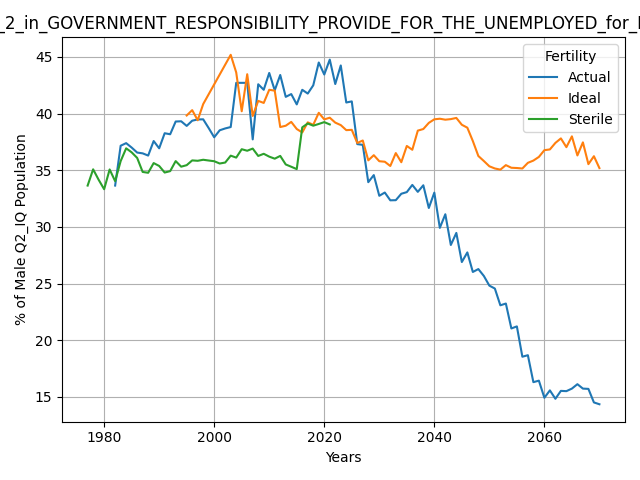 _2_in_GOVERNMENT_RESPONSIBILITY_PROVIDE_FOR_THE_UNEMPLOYED_for_
Fertility
Actual
Ideal
Sterile
45
40
35
30
25
20
15
% of Male Q2_IQ Population
1980 2000 2020 2040 2060
Years